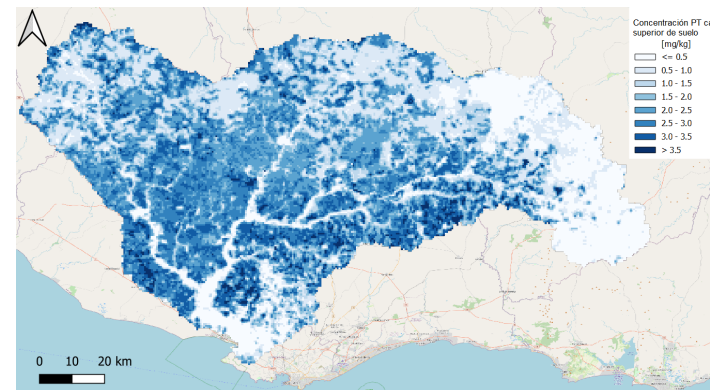 Concentración PT ca
superior de suelo
[mg/kg]
<= 0.5
0.5 - 1.0
1.0 - 1.5
1.5 - 2.0
2.0 - 2.5
2.5 - 3.0
3.0 - 3.5
> 3.5
0 10 20 km